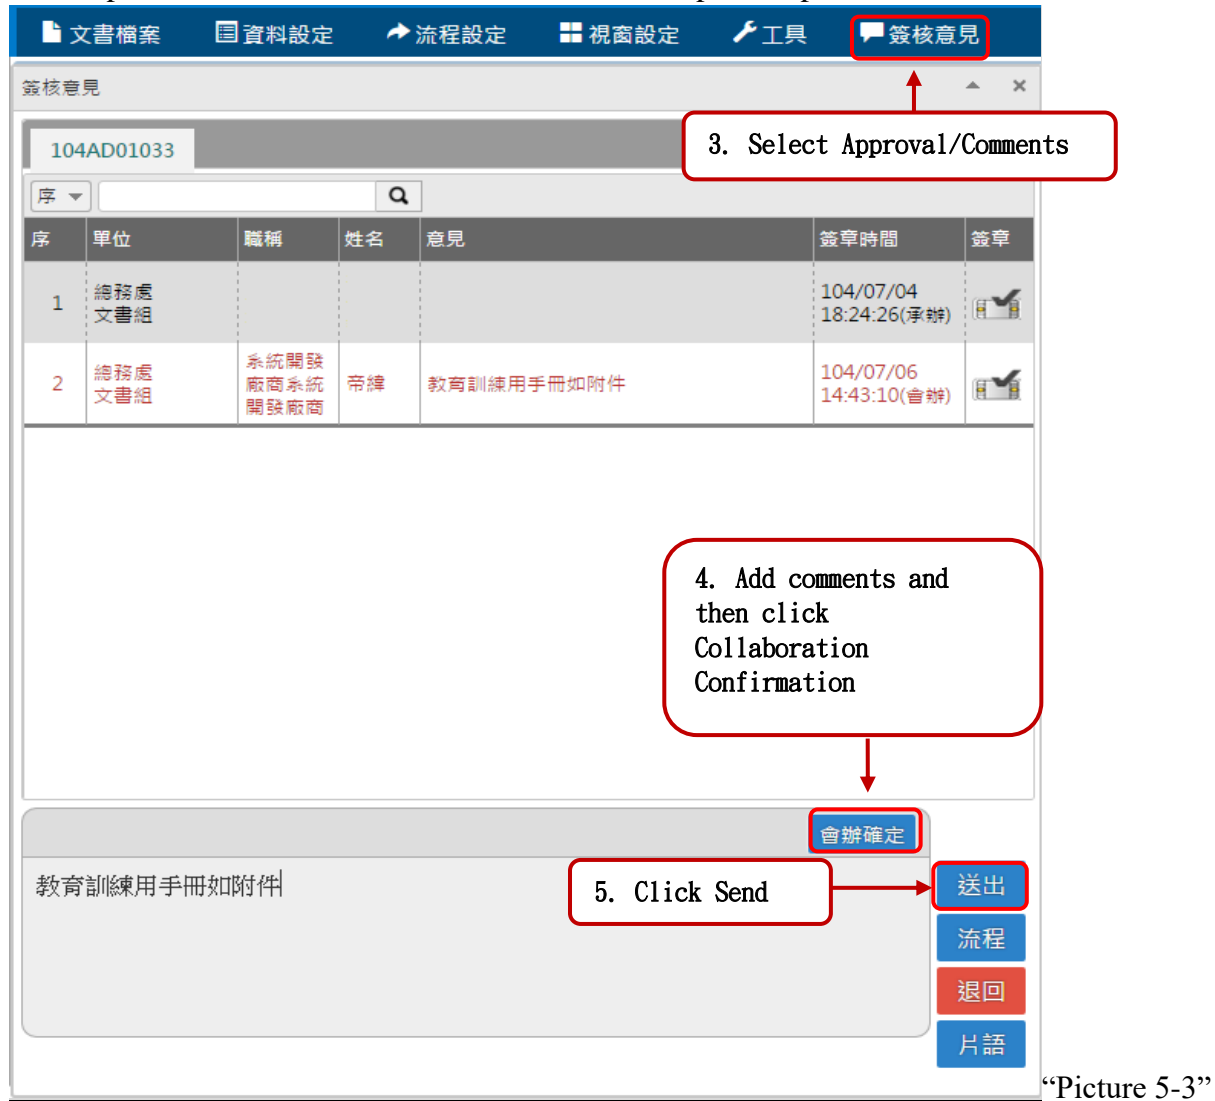 文書檔案 資料設定 流程設定 視窗設定 工具 簽核意見
簽核意見
3. Select Approval/Comments
104AD01033
序
序 單位 職稱 姓名 意見 簽章時間 簽章
1 總務處 文書組 104/07/04 18:24:26(承辦)
2 總務處 文書組 系統開發廠商系統開發廠商 帝緯 教育訓練用手冊如附件 104/07/06 14:43:10(會辦)
4. Add comments and
then click
Collaboration
Confirmation
會辦確定
教育訓練用手冊如附件
5. Click Send
送出
流程
退回
片語
“Picture 5-3”